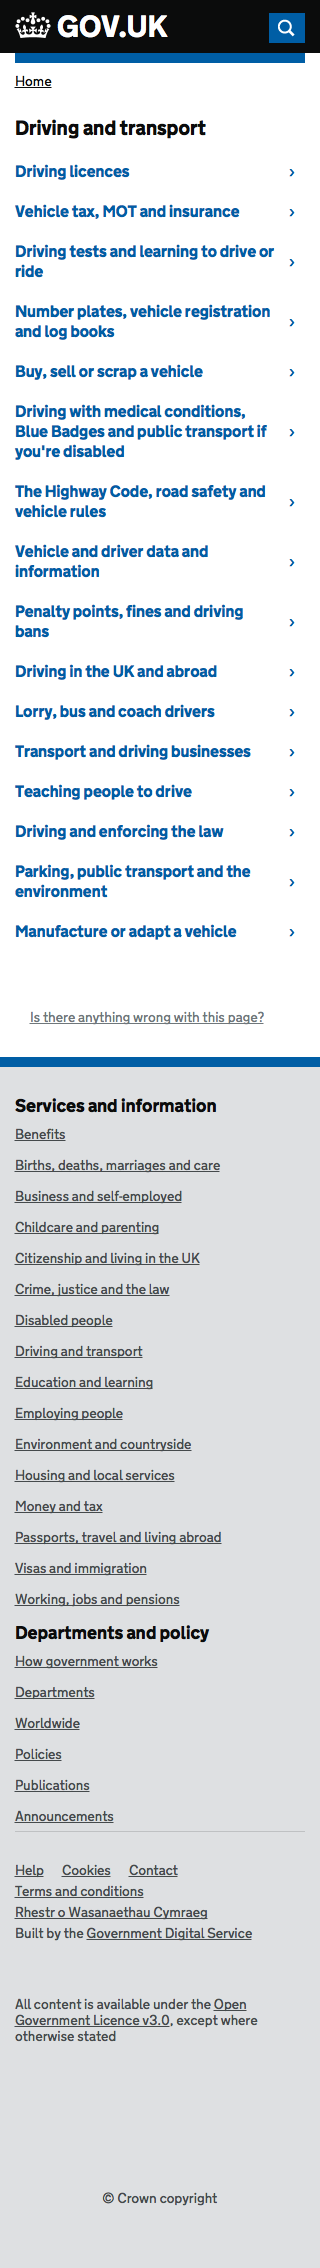 GOV.UK
Home
Driving and transport
Driving licences ›
Vehicle tax, MOT and insurance ›
Driving tests and learning to drive or
ride ›
Number plates, vehicle registration
and log books ›
Buy, sell or scrap a vehicle ›
Driving with medical conditions,
Blue Badges and public transport if ›
you're disabled
The Highway Code, road safety and
vehicle rules ›
Vehicle and driver data and
information ›
Penalty points, fines and driving
bans ›
Driving in the UK and abroad ›
Lorry, bus and coach drivers ›
Transport and driving businesses ›
Teaching people to drive ›
Driving and enforcing the law ›
Parking, public transport and the
environment ›
Manufacture or adapt a vehicle ›
Is there anything wrong with this page?
Services and information
Benefits
Births, deaths, marriages and care
Business and self-employed
Childcare and parenting
Citizenship and living in the UK
Crime, justice and the law
Disabled people
Driving and transport
Education and learning
Employing people
Environment and countryside
Housing and local services
Money and tax
Passports, travel and living abroad
Visas and immigration
Working, jobs and pensions
Departments and policy
How government works
Departments
Worldwide
Policies
Publications
Announcements
Help Cookies Contact
Terms and conditions
Rhestr o Wasanaethau Cymraeg
Built by the Government Digital Service
All content is available under the Open
Government Licence v3.0, except where
otherwise stated
© Crown copyright